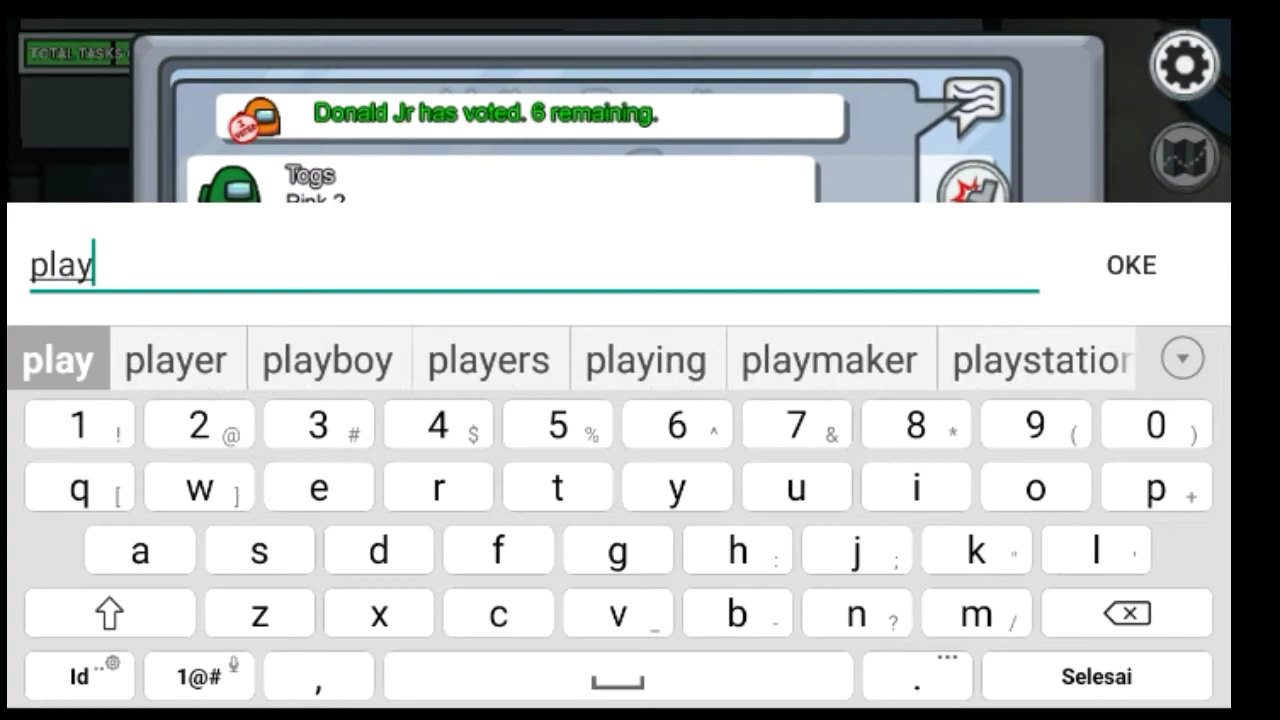 TOTAL TASKS
Donald Jr has voted. 6 remaining.
Togs
Pink ?
play
OKE
play player playboy players playing playmaker playstation
1 ! 2 @ 3 # 4 $ 5 % 6 ^ 7 & 8 * 9 ( 0 )
q [ w ] e r t y u i o p +
a s d f g h : j ; k " l '
z x c v _ b - n ? m /
Id 1@# , . ... Selesai